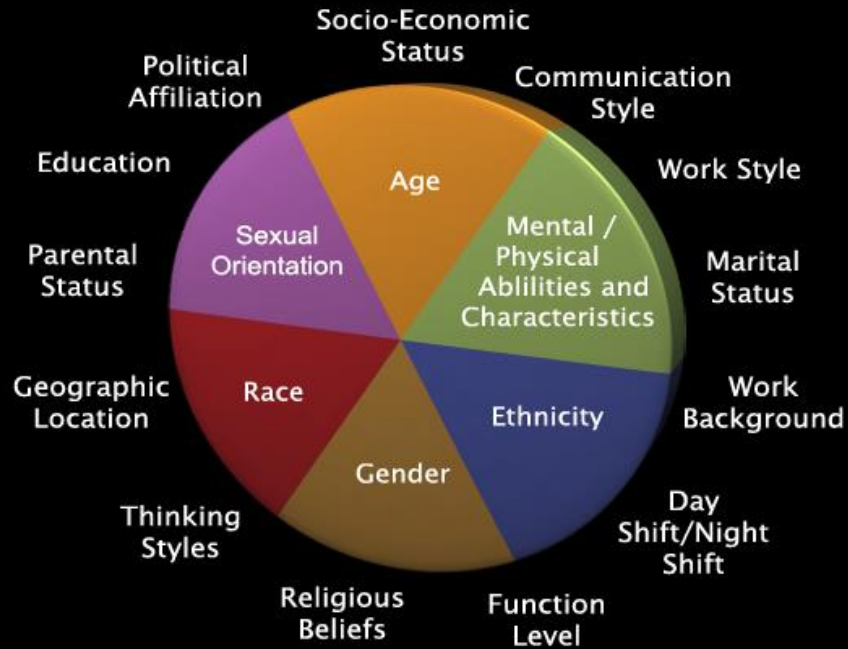 Socio-Economic
Status
Political
Affiliation
Communication
Style
Education
Work Style
Age
Sexual
Orientation
Mental /
Physical
Ablilities and
Characteristics
Parental
Status
Marital
Status
Geographic
Location
Race
Ethnicity
Work
Background
Gender
Thinking
Styles
Day
Shift/Night
Shift
Religious
Beliefs
Function
Level